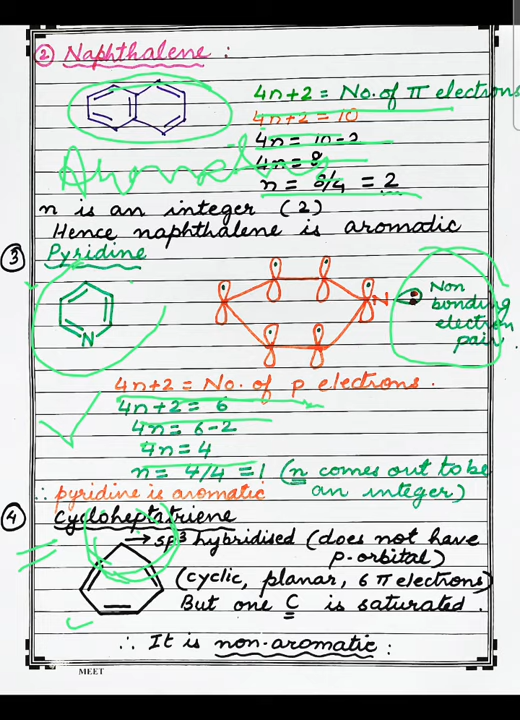 ② Naphthalene :
4n+2 = No. of π electrons
4n+2 = 10
4n = 10-2
4n = 8
n = 8/4 = 2
n is an integer (2)
Hence naphthalene is aromatic
③ Pyridine
N
N
Non
bonding
electron
pair.
4n+2 = No. of p electrons.
4n+2 = 6
4n = 6-2
4n = 4
n = 4/4 = 1 (n comes out to be
an integer)
∴ pyridine is aromatic
④ cycloheptatriene
→ sp³ hybridised (does not have
p-orbital)
(cyclic, planar, 6 π electrons)
But one C is saturated.
∴ It is non-aromatic :
MEET